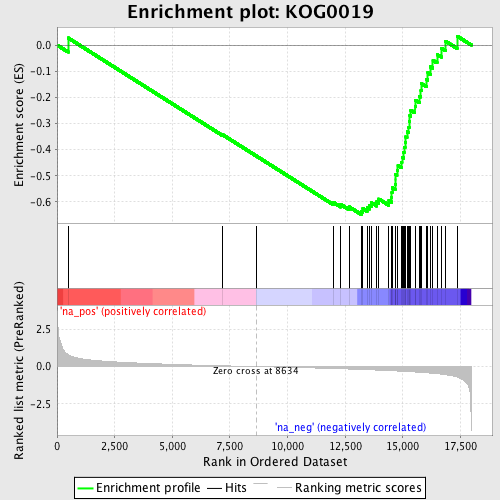 Enrichment plot: KOG0019
Enrichment score (ES)
0.0
-0.1
-0.2
-0.3
-0.4
-0.5
-0.6
'na_pos' (positively correlated)
Ranked list metric (PreRanked)
2.5
0.0
-2.5
Zero cross at 8634
'na_neg' (negatively correlated)
0 2,500 5,000 7,500 10,000 12,500 15,000 17,500
Rank in Ordered Dataset
Enrichment profile Hits Ranking metric scores